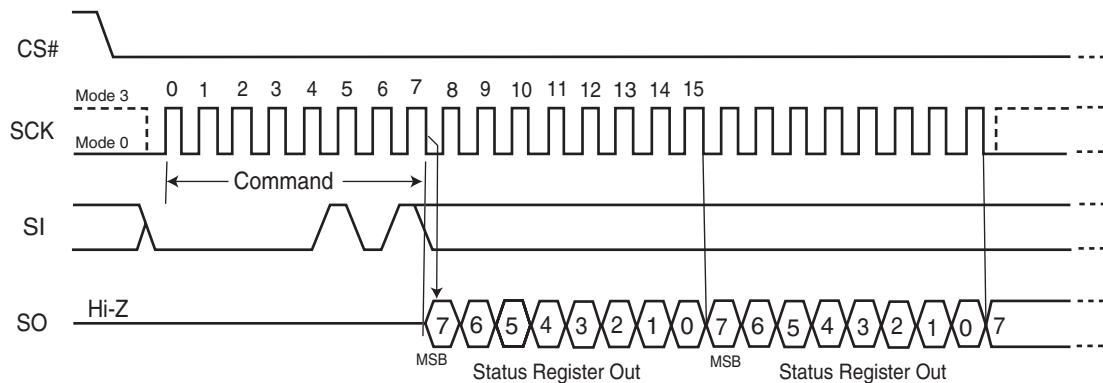 CS#
0 1 2 3 4 5 6 7 8 9 10 11 12 13 14 15
Mode 3
SCK
Mode 0
Command
SI
Hi-Z
SO
7 6 5 4 3 2 1 0 7 6 5 4 3 2 1 0 7
MSB Status Register Out MSB Status Register Out